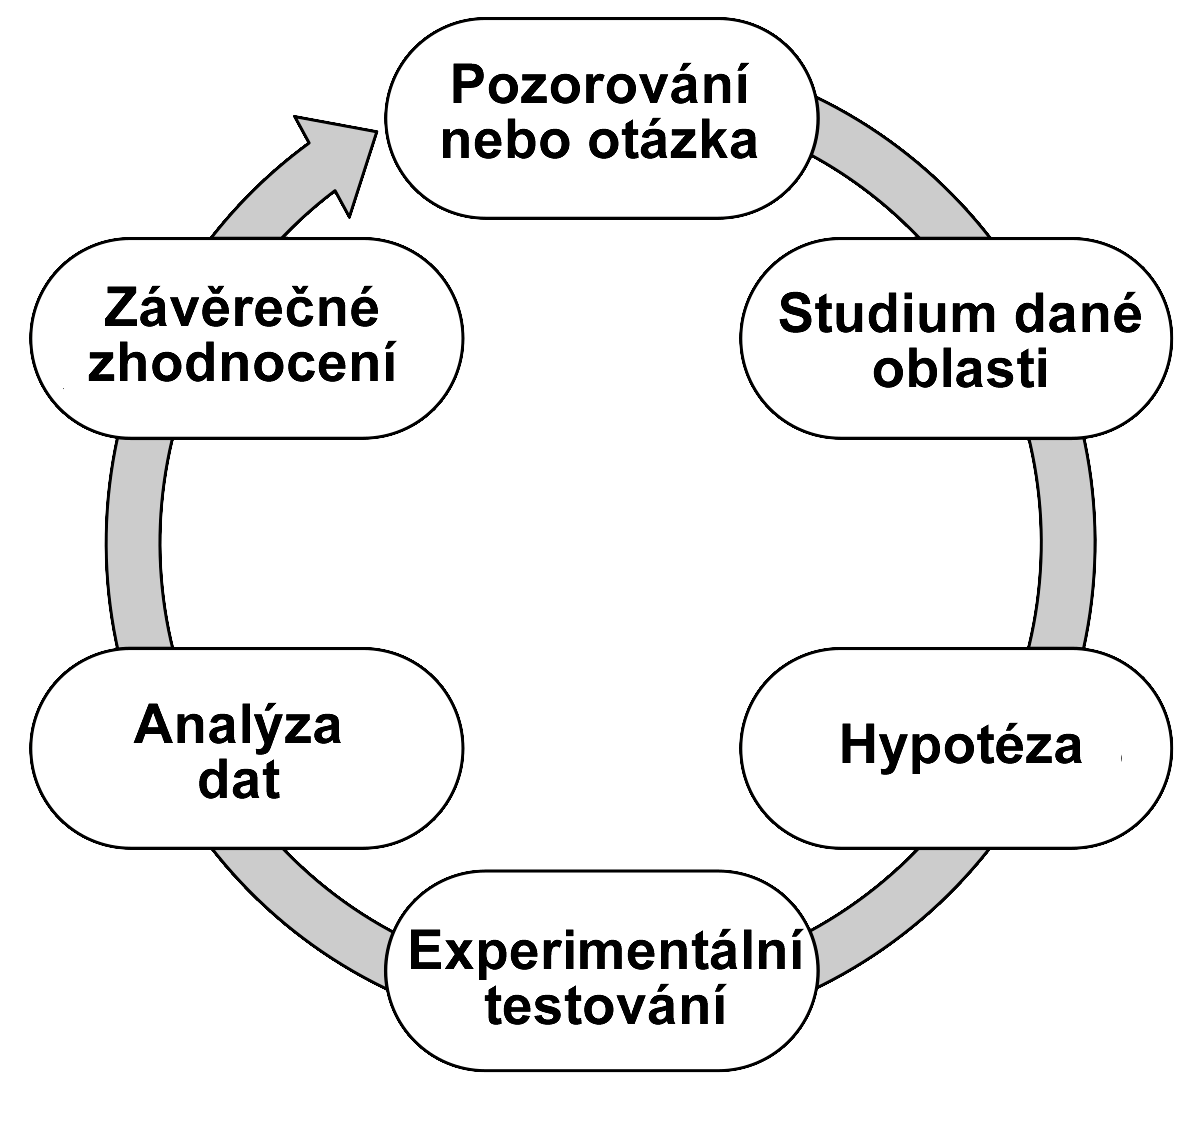 Pozorování
nebo otázka
Studium dané
oblasti
Hypotéza
Experimentální
testování
Analýza
dat
Závěrečné
zhodnocení